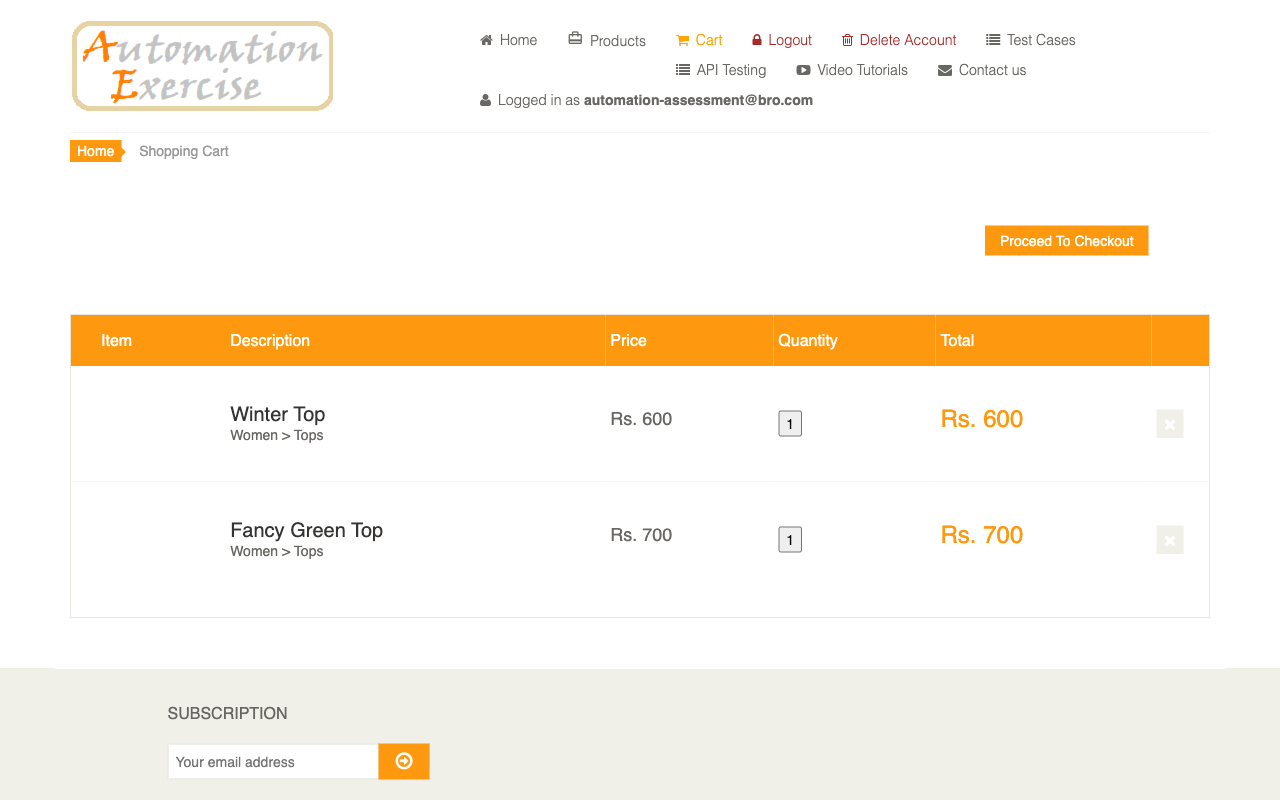 Automation
Exercise
Home Products Cart Logout Delete Account Test Cases
API Testing Video Tutorials Contact us
Logged in as automation-assessment@bro.com
Home Shopping Cart
Proceed To Checkout
Item Description Price Quantity Total
Winter Top
Women > Tops
Rs. 600 1 Rs. 600
Fancy Green Top
Women > Tops
Rs. 700 1 Rs. 700
SUBSCRIPTION
Your email address